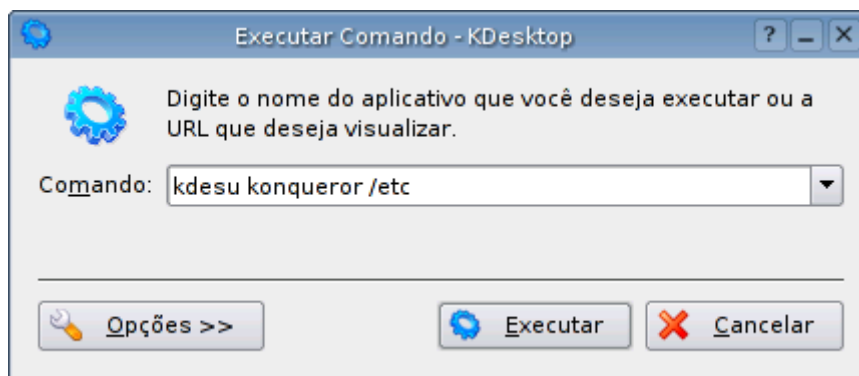 Executar Comando - KDesktop
Digite o nome do aplicativo que você deseja executar ou a
URL que deseja visualizar.
Comando: kdesu konqueror /etc
Opções >> Executar Cancelar